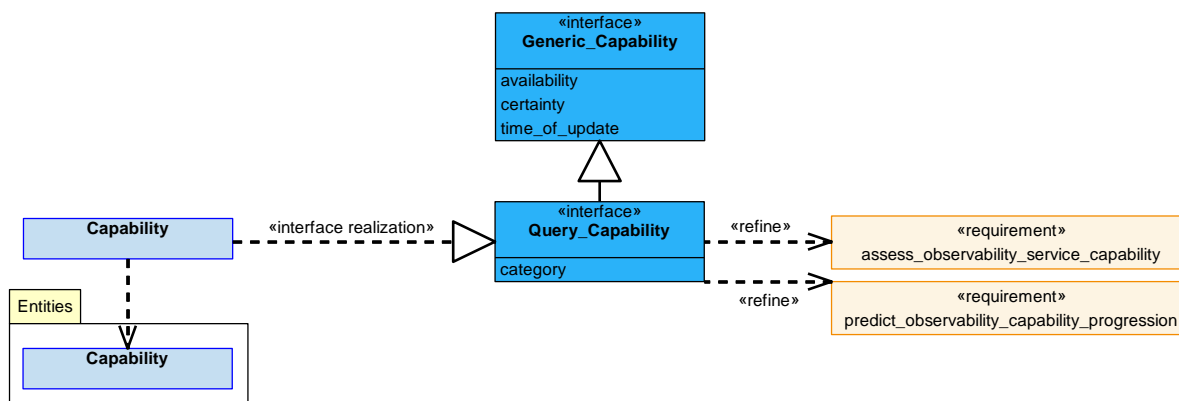 «interface»
Generic_Capability
availability
certainty
time_of_update
Capability
«interface realization»
«interface»
Query_Capability
category
«refine»
«requirement»
assess_observability_service_capability
«refine»
«requirement»
predict_observability_capability_progression
Entities
Capability